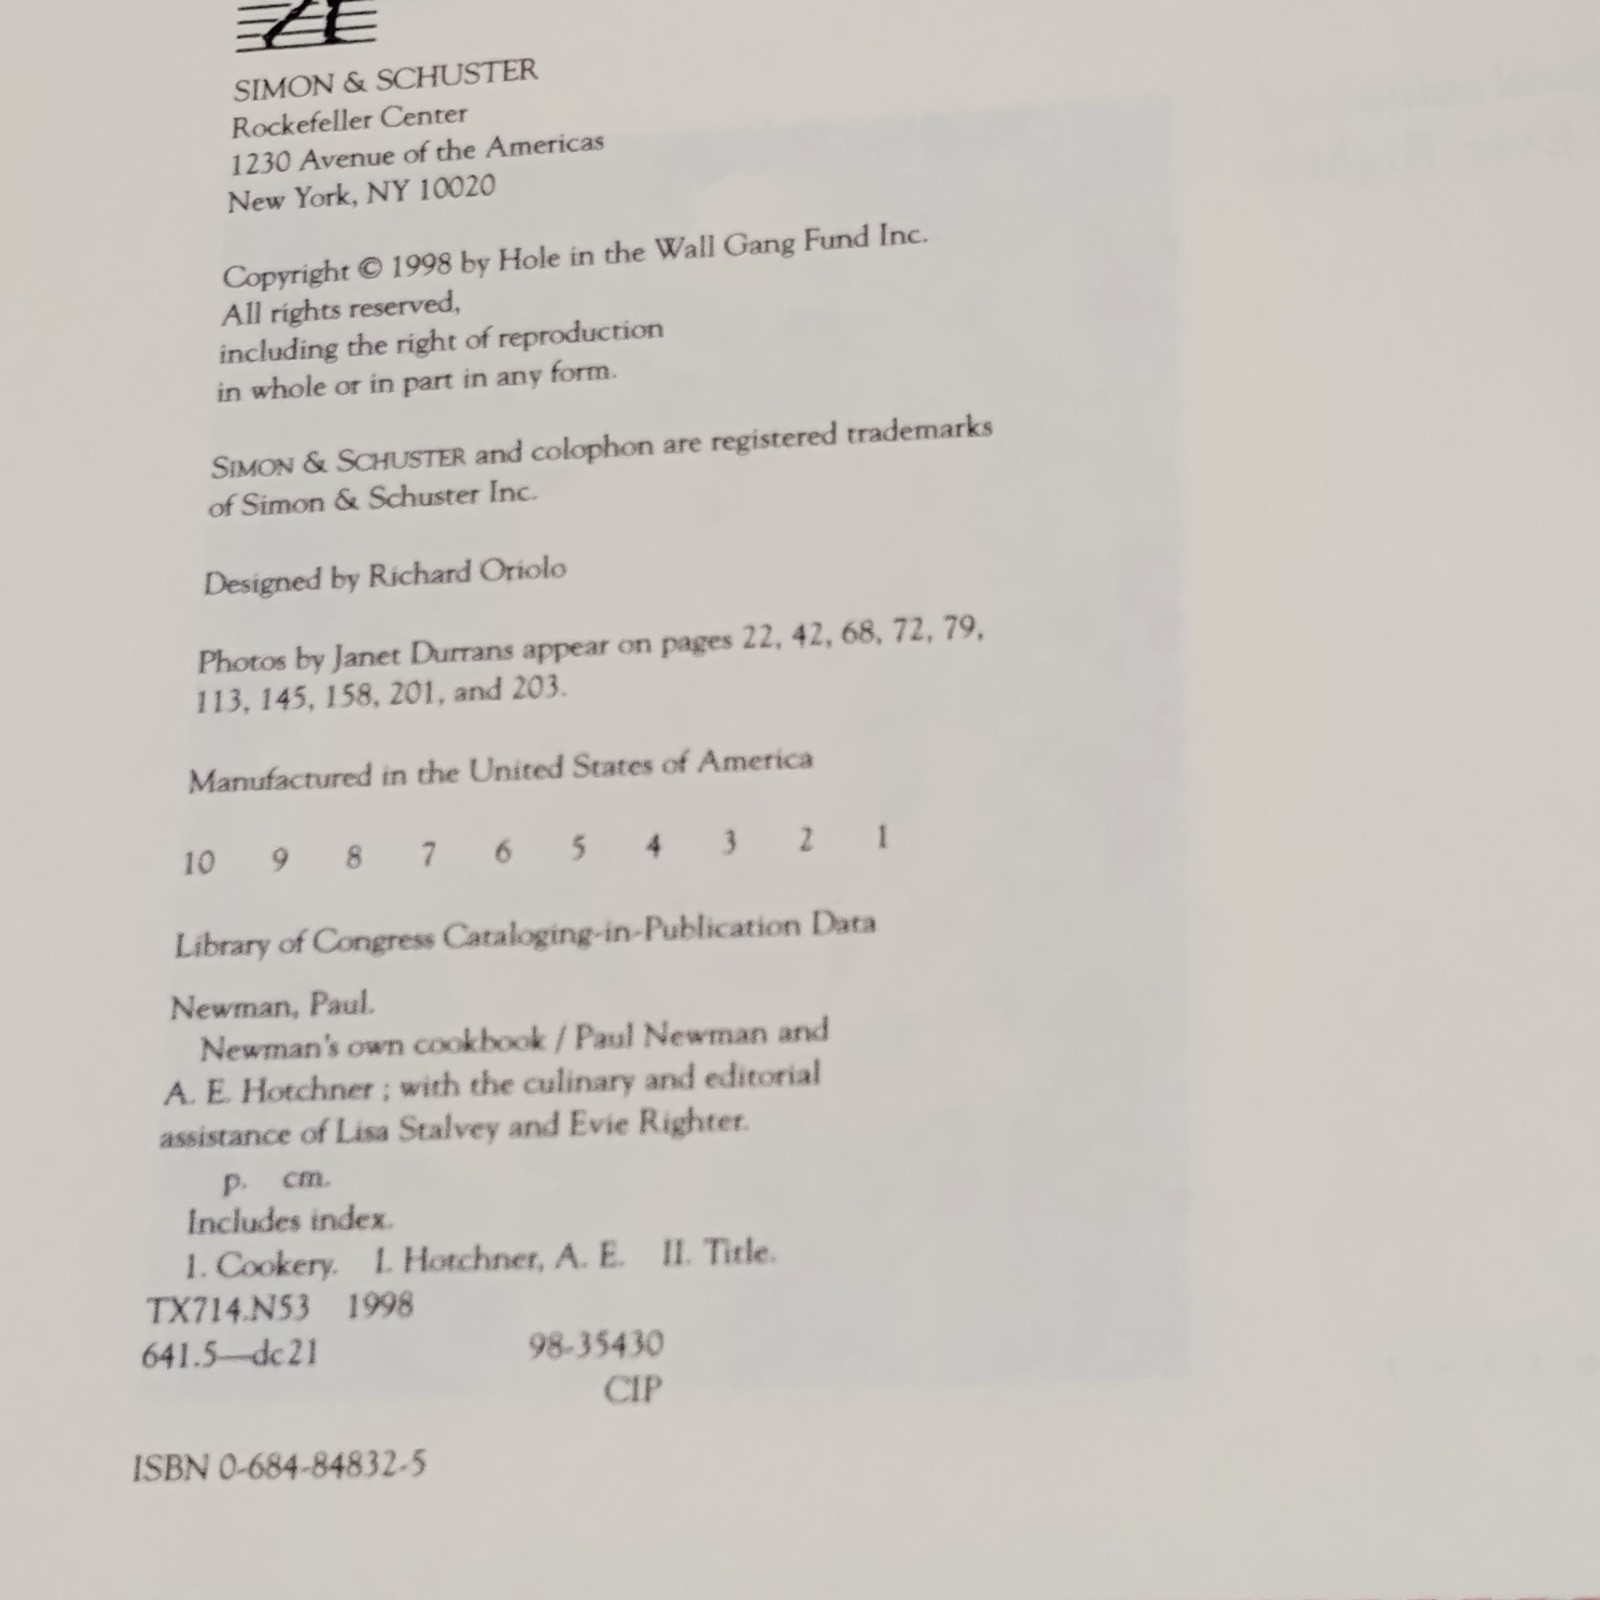 SIMON & SCHUSTER
Rockefeller Center
1230 Avenue of the Americas
New York, NY 10020
Copyright © 1998 by Hole in the Wall Gang Fund Inc.
All rights reserved,
including the right of reproduction
in whole or in part in any form.
SIMON & SCHUSTER and colophon are registered trademarks
of Simon & Schuster Inc.
Designed by Richard Oriolo
Photos by Janet Durrans appear on pages 22, 42, 68, 72, 79,
113, 145, 158, 201, and 203.
Manufactured in the United States of America
10 9 8 7 6 5 4 3 2 1
Library of Congress Cataloging-in-Publication Data
Newman, Paul.
Newman's own cookbook / Paul Newman and
A. E. Hotchner ; with the culinary and editorial
assistance of Lisa Stalvey and Evie Righter.
p. cm.
Includes index.
1. Cookery. I. Hotchner, A. E. II. Title.
TX714.N53 1998
641.5—dc21 98-35430
CIP
ISBN 0-684-84832-5